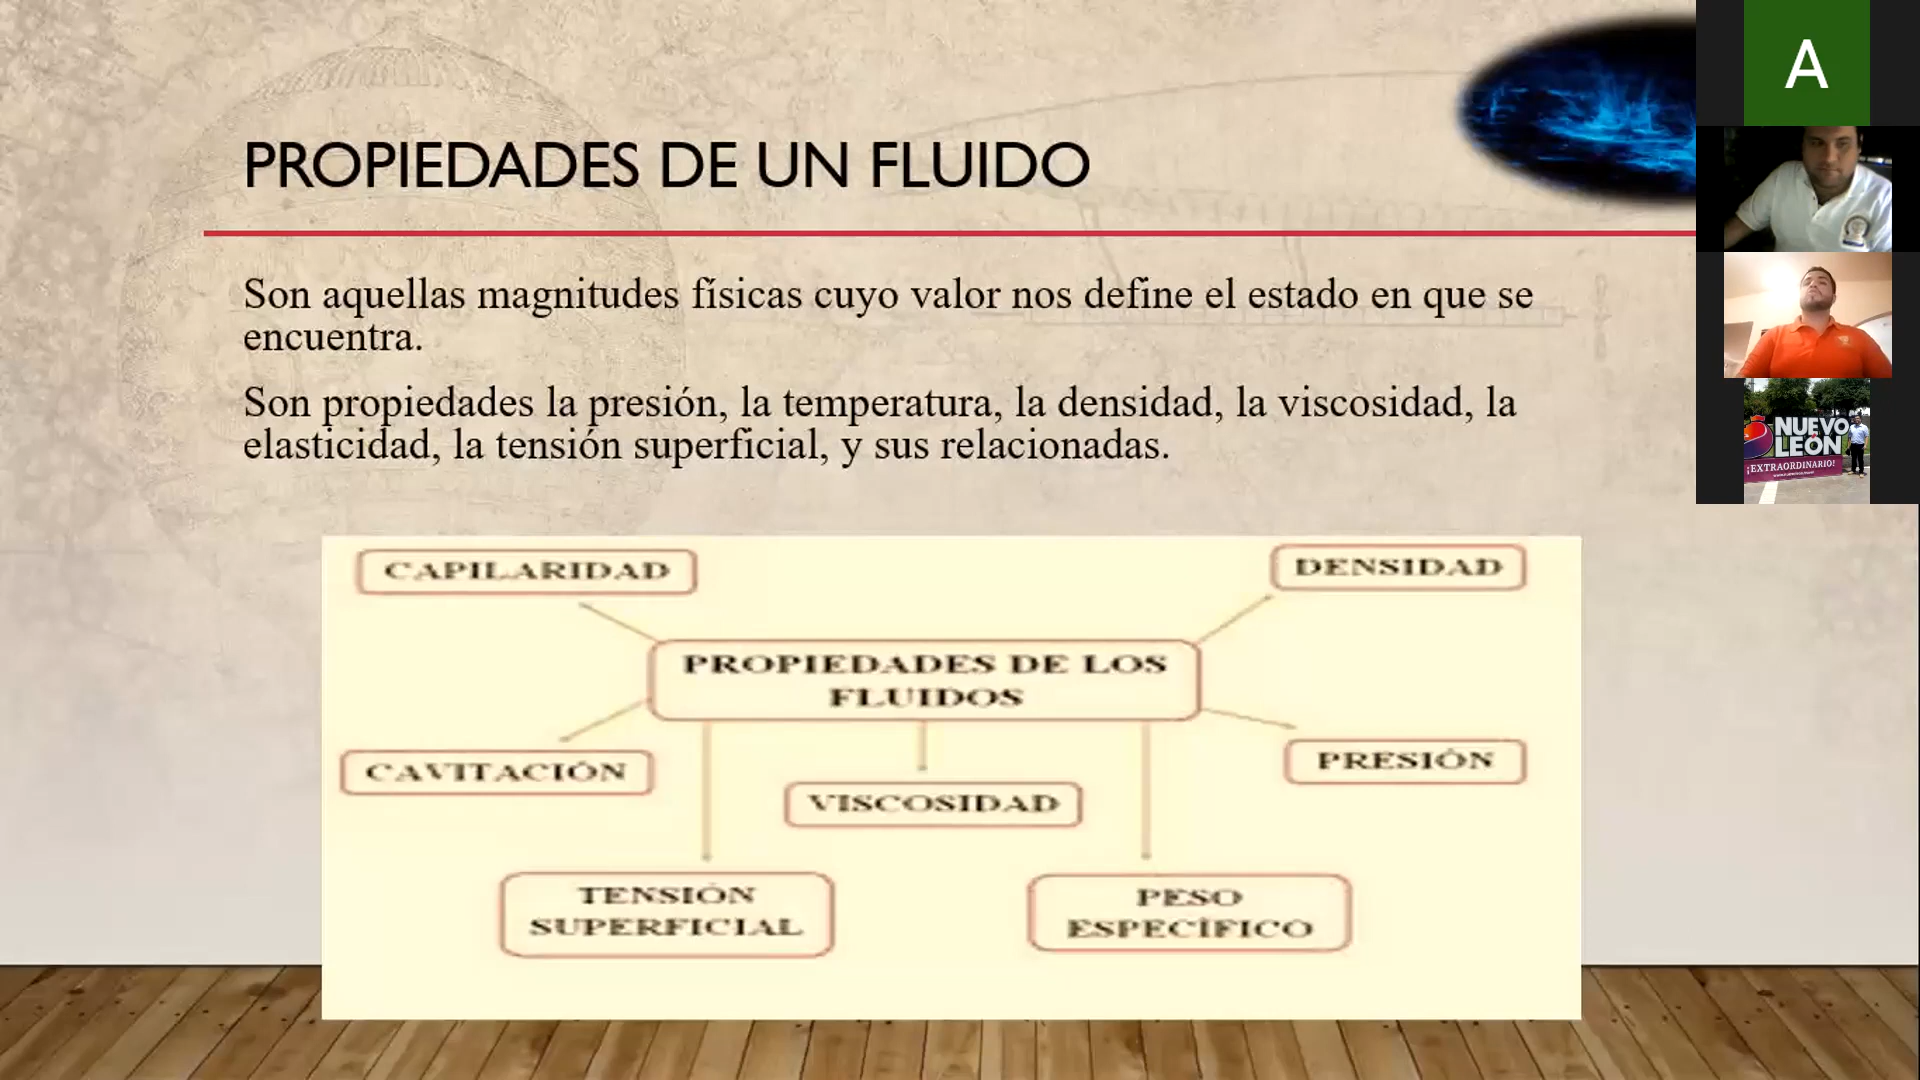 PROPIEDADES DE UN FLUIDO
Son aquellas magnitudes físicas cuyo valor nos define el estado en que se
encuentra.
Son propiedades la presión, la temperatura, la densidad, la viscosidad, la
elasticidad, la tensión superficial, y sus relacionadas.
CAPILARIDAD
DENSIDAD
PROPIEDADES DE LOS
FLUIDOS
CAVITACIÓN
PRESIÓN
VISCOSIDAD
TENSIÓN
SUPERFICIAL
PESO
ESPECÍFICO
A
NUEVO
LEÓN
¡EXTRAORDINARIO!